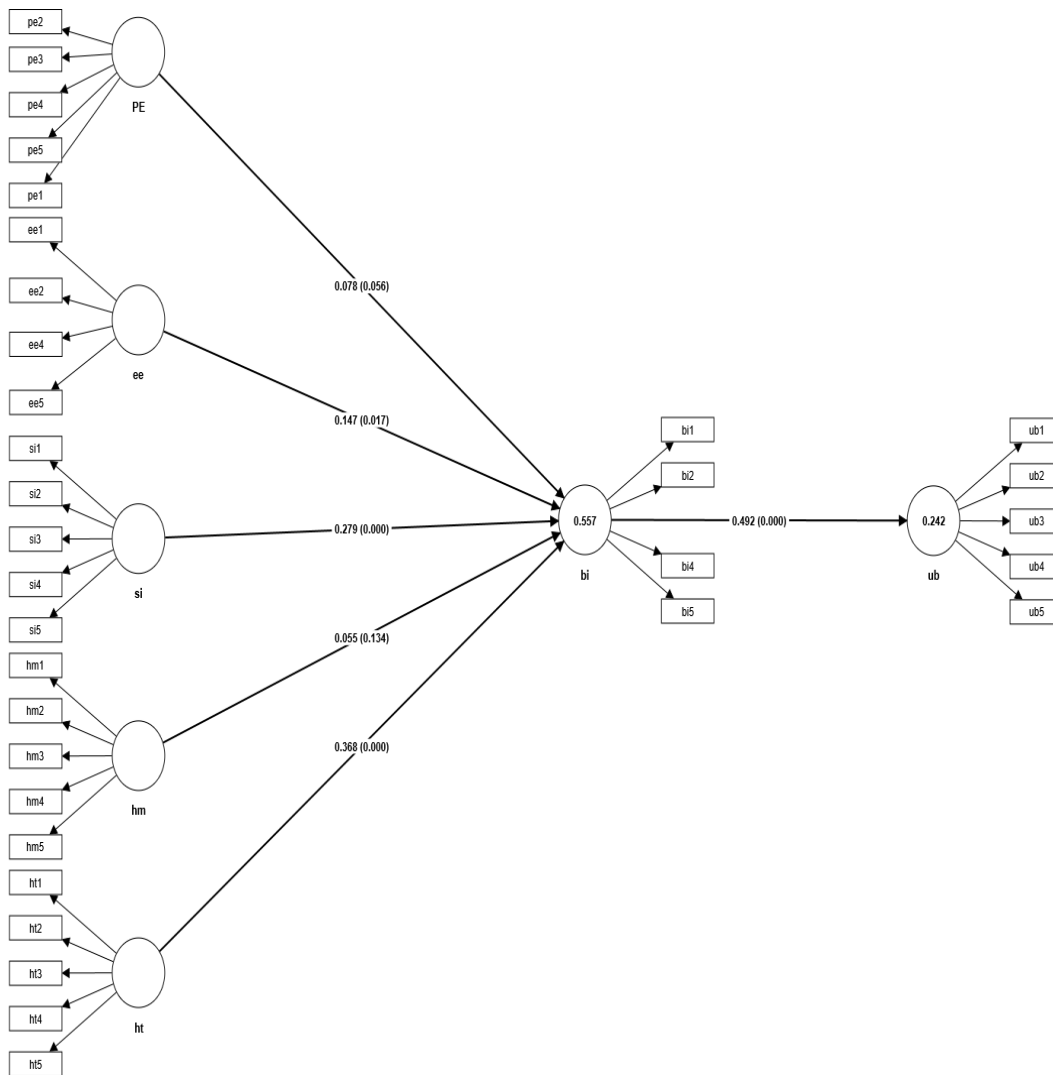 pe2
pe3
pe4
pe5
pe1
PE
ee1
ee2
ee4
ee5
ee
si1
si2
si3
si4
si5
si
hm1
hm2
hm3
hm4
hm5
hm
ht1
ht2
ht3
ht4
ht5
ht
0.078 (0.056)
0.147 (0.017)
0.279 (0.000)
0.055 (0.134)
0.368 (0.000)
bi1
bi2
0.557
bi
bi4
bi5
0.492 (0.000)
0.242
ub
ub1
ub2
ub3
ub4
ub5